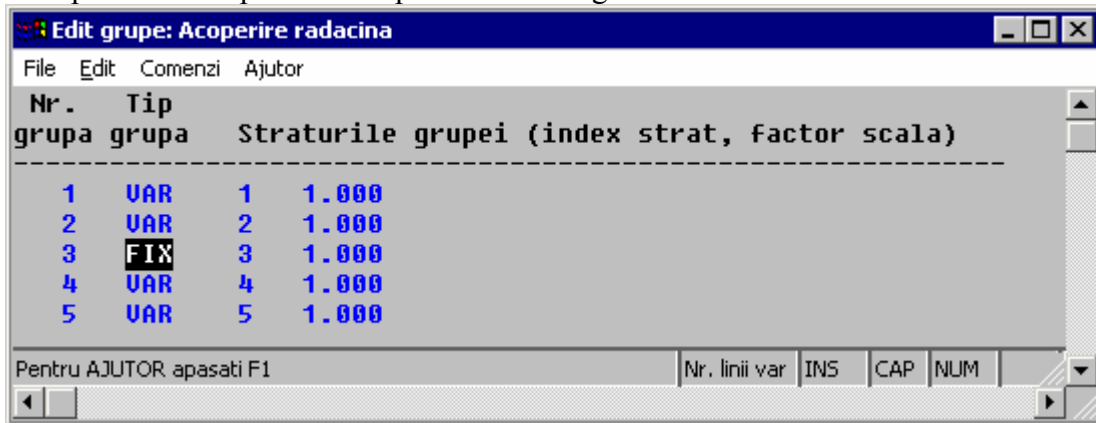 Edit grupe: Acoperire radacina
File Edit Comenzi Ajutor
Nr. Tip
grupa grupa Straturile grupei (index strat, factor scala)
1 VAR 1 1.000
2 VAR 2 1.000
3 FIX 3 1.000
4 VAR 4 1.000
5 VAR 5 1.000
Pentru AJUTOR apasati F1 Nr. linii var INS CAP NUM